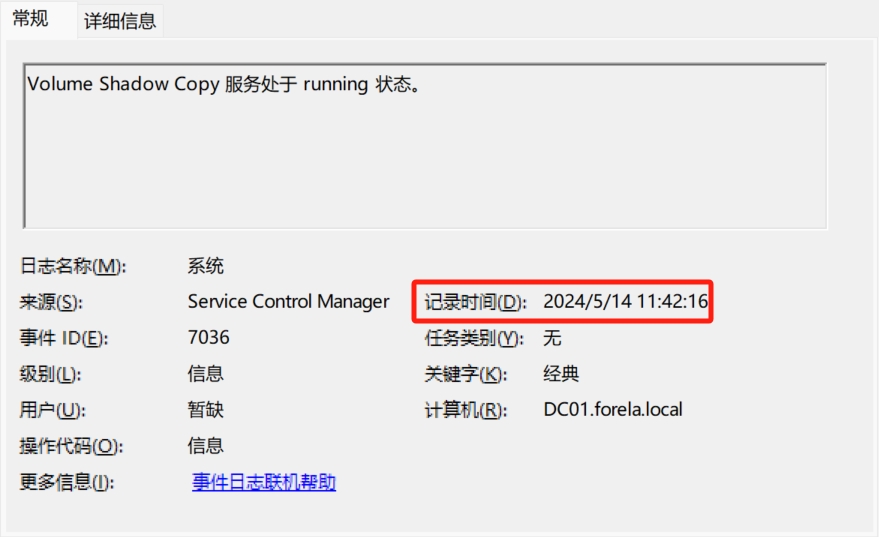 常规 详细信息
Volume Shadow Copy 服务处于 running 状态。
日志名称(M): 系统
来源(S): Service Control Manager 记录时间(D): 2024/5/14 11:42:16
事件 ID(E): 7036 任务类别(Y): 无
级别(L): 信息 关键字(K): 经典
用户(U): 暂缺 计算机(R): DC01.forela.local
操作代码(O): 信息
更多信息(I): 事件日志联机帮助